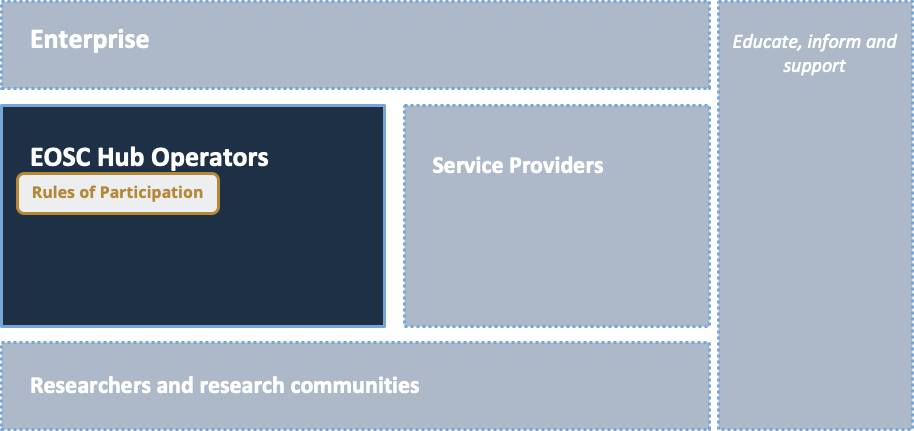 Enterprise
Educate, inform and
support
EOSC Hub Operators
Rules of Participation
Service Providers
Researchers and research communities